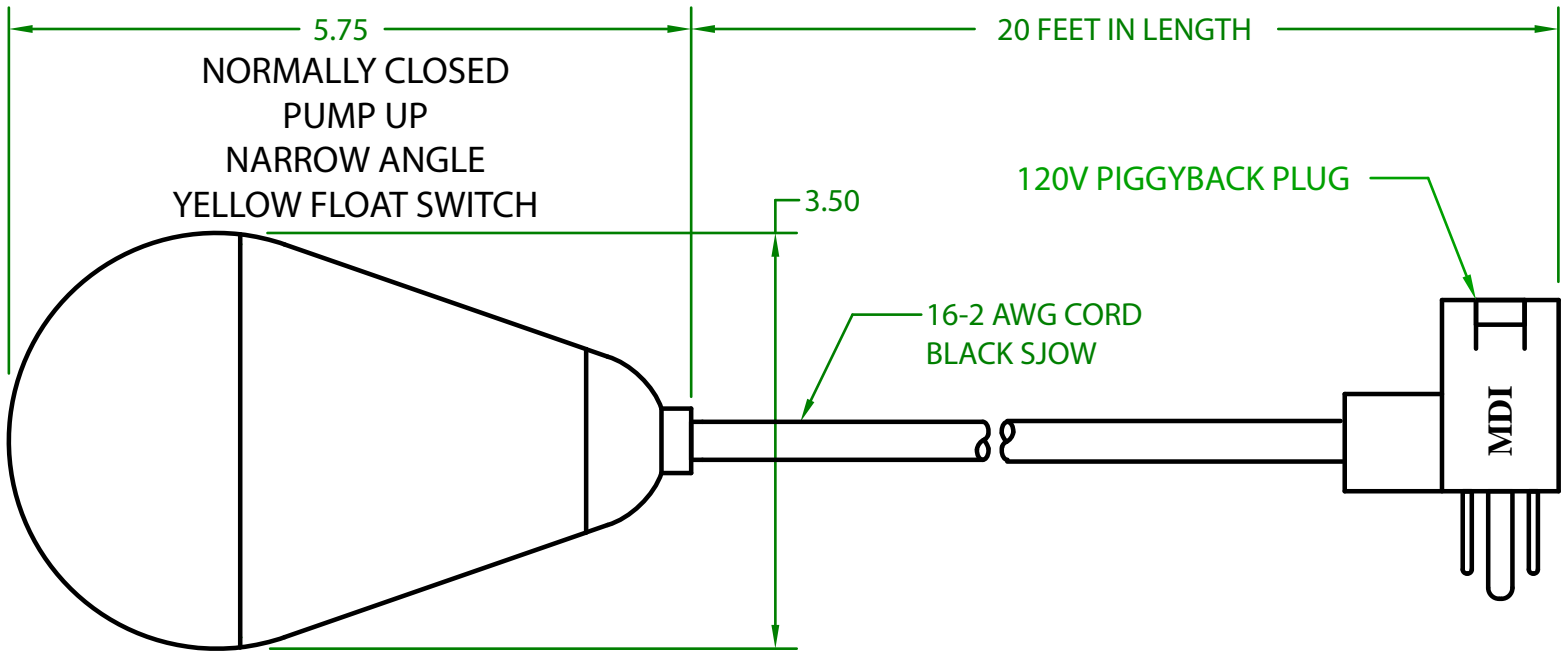 5.75
20 FEET IN LENGTH
NORMALLY CLOSED
PUMP UP
NARROW ANGLE
YELLOW FLOAT SWITCH
120V PIGGYBACK PLUG
3.50
16-2 AWG CORD
BLACK SJOW
MDI